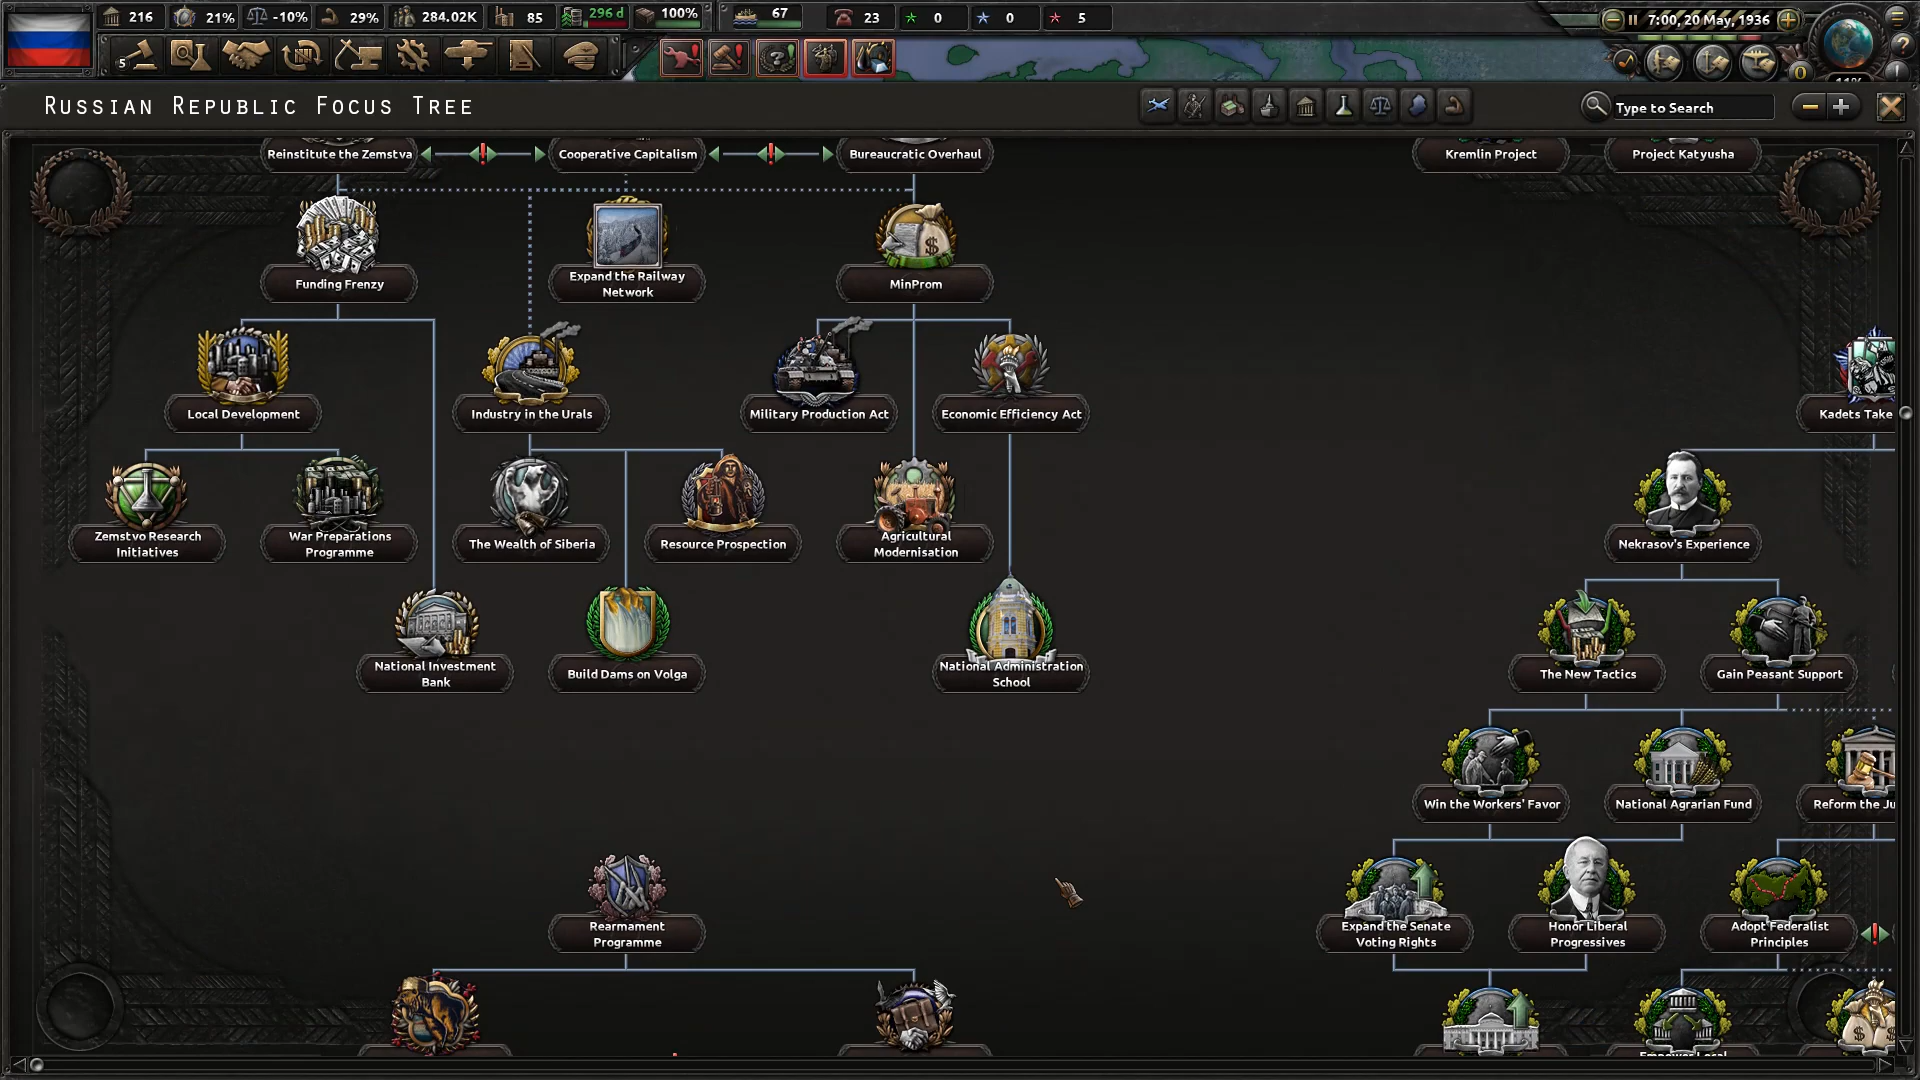 216
21%
-10%
29%
284.02K
85
296 d
100%
67
23
0
0
5
7:00, 20 May, 1936
5
0
11%
Russian Republic Focus Tree
Type to Search
Reinstitute the Zemstva
Cooperative Capitalism
Bureaucratic Overhaul
Kremlin Project
Project Katyusha
Funding Frenzy
Expand the Railway
Network
MinProm
Local Development
Industry in the Urals
Military Production Act
Economic Efficiency Act
Kadets Take
Zemstvo Research
Initiatives
War Preparations
Programme
The Wealth of Siberia
Resource Prospection
Agricultural
Modernisation
Nekrasov's Experience
National Investment
Bank
Build Dams on Volga
National Administration
School
The New Tactics
Gain Peasant Support
Win the Workers' Favor
National Agrarian Fund
Reform the Ju
Rearmament
Programme
Expand the Senate
Voting Rights
Honor Liberal
Progressives
Adopt Federalist
Principles
Empower Local